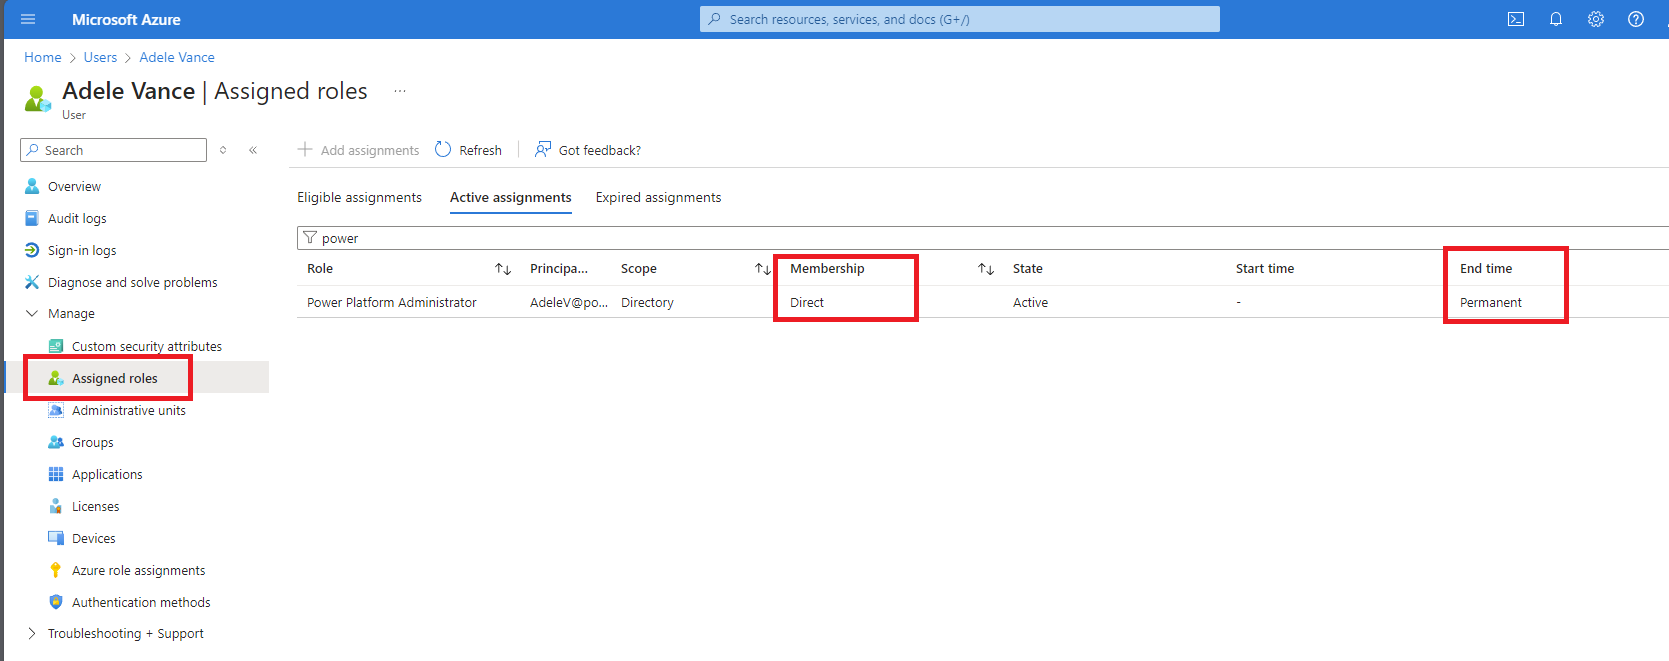 Microsoft Azure
Search resources, services, and docs (G+/)
Home > Users > Adele Vance
Adele Vance | Assigned roles ...
User
Search
Add assignments Refresh Got feedback?
Overview
Audit logs
Sign-in logs
Diagnose and solve problems
Manage
Custom security attributes
Assigned roles
Administrative units
Groups
Applications
Licenses
Devices
Azure role assignments
Authentication methods
Troubleshooting + Support
Eligible assignments Active assignments Expired assignments
power
Role Principa... Scope Membership State Start time End time
Power Platform Administrator AdeleV@po... Directory Direct Active - Permanent